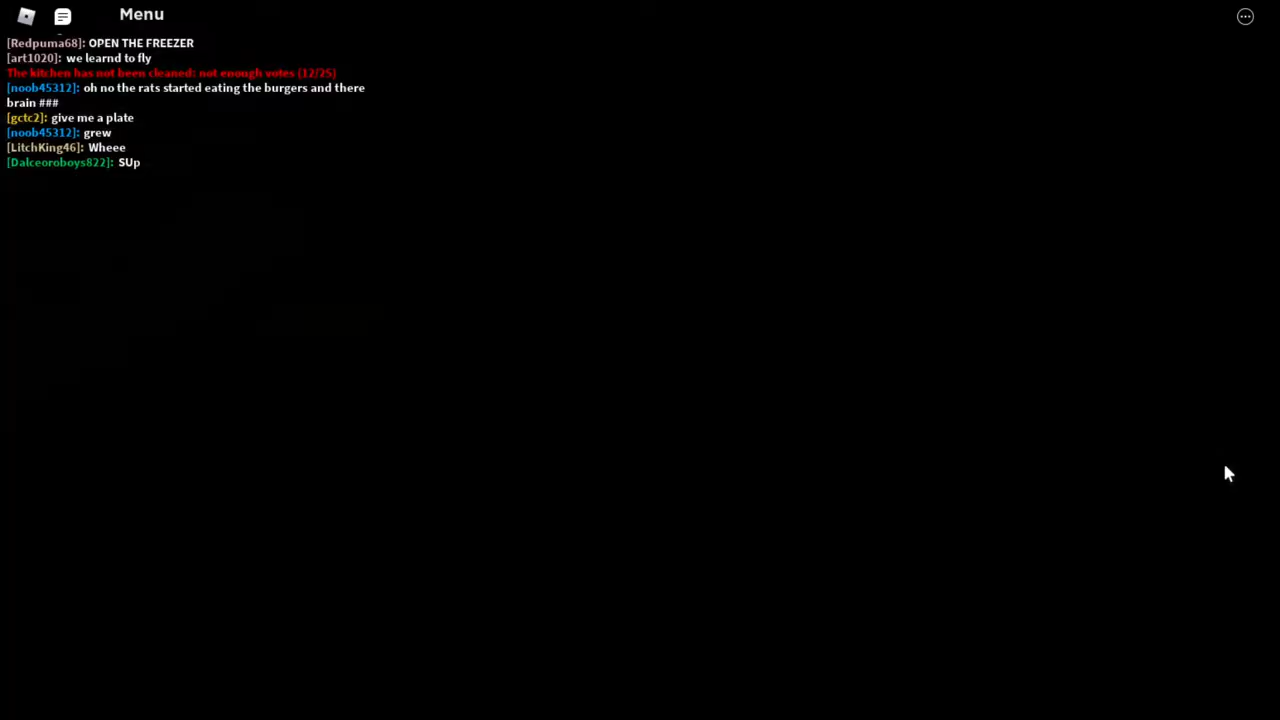 Menu
[Redpuma68]: OPEN THE FREEZER
[art1020]: we learnd to fly
The kitchen has not been cleaned: not enough votes (12/25)
[noob45312]: oh no the rats started eating the burgers and there
brain ###
[gctc2]: give me a plate
[noob45312]: grew
[LitchKing46]: Wheee
[Dalceoroboys822]: SUp